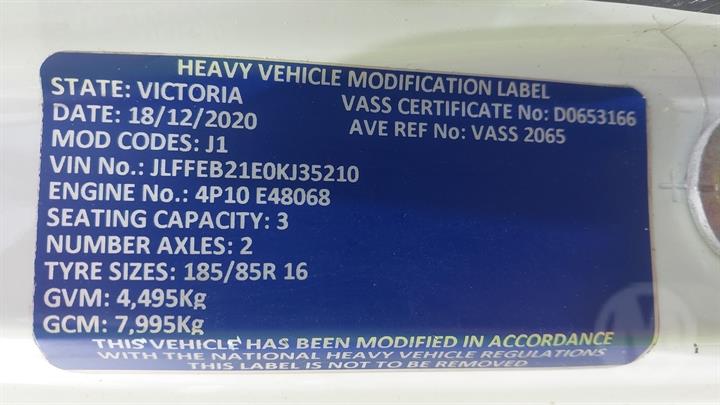 HEAVY VEHICLE MODIFICATION LABEL
STATE: VICTORIA VASS CERTIFICATE No: D0653166
DATE: 18/12/2020 AVE REF No: VASS 2065
MOD CODES: J1
VIN No.: JLFFEB21E0KJ35210
ENGINE No.: 4P10 E48068
SEATING CAPACITY: 3
NUMBER AXLES: 2
TYRE SIZES: 185/85R 16
GVM: 4,495Kg
GCM: 7,995Kg
THIS VEHICLE HAS BEEN MODIFIED IN ACCORDANCE
WITH THE NATIONAL HEAVY VEHICLE REGULATIONS
THIS LABEL IS NOT TO BE REMOVED